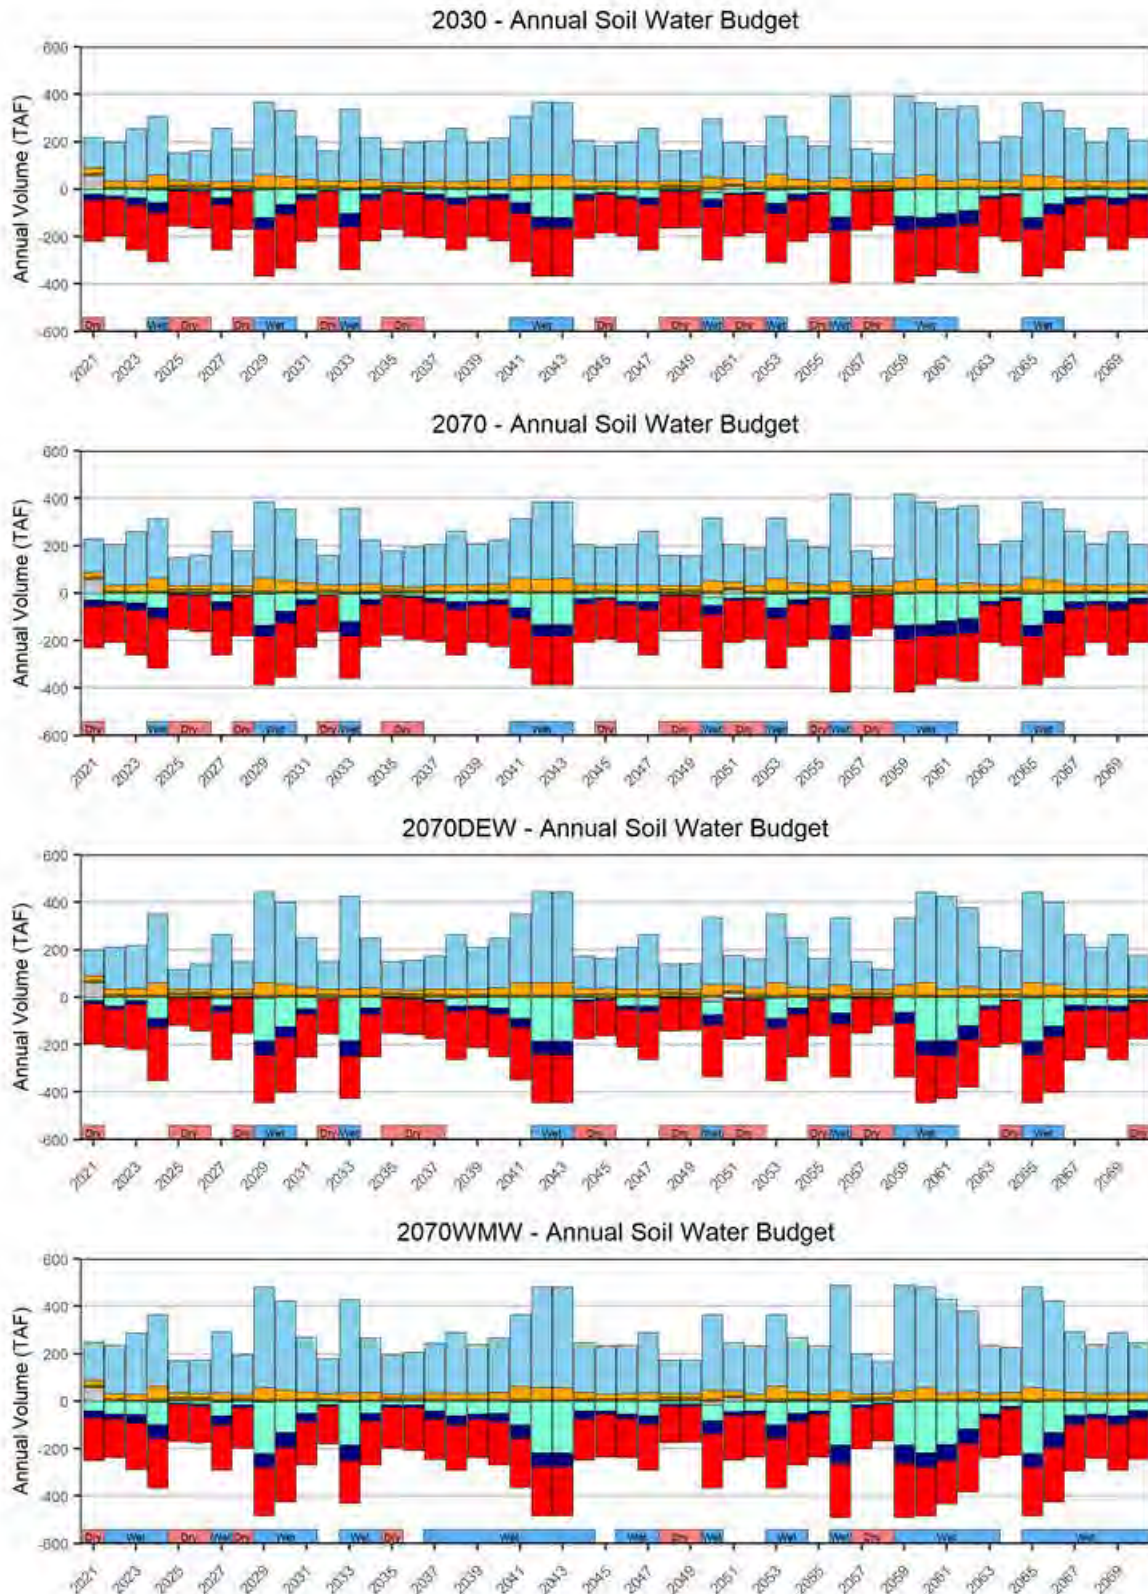 2030 - Annual Soil Water Budget
Annual Volume (TAF)
600
400
200
0
-200
-400
-600
Dry Wet Dry Dry Wet Dry Wet Dry Wet Dry Dry Wet Dry Wet Dry Wet Dry Wet Wet
2021 2023 2025 2027 2029 2031 2033 2035 2037 2039 2041 2043 2045 2047 2049 2051 2053 2055 2057 2059 2061 2063 2065 2067 2069
2070 - Annual Soil Water Budget
Annual Volume (TAF)
600
400
200
0
-200
-400
-600
Dry Wet Dry Dry Wet Dry Wet Dry Wet Dry Dry Wet Dry Wet Dry Wet Dry Wet Wet
2021 2023 2025 2027 2029 2031 2033 2035 2037 2039 2041 2043 2045 2047 2049 2051 2053 2055 2057 2059 2061 2063 2065 2067 2069
2070DEW - Annual Soil Water Budget
Annual Volume (TAF)
600
400
200
0
-200
-400
-600
Dry Dry Dry Wet Dry Wet Dry Wet Dry Dry Wet Dry Dry Wet Dry Wet Dry Wet Dry
2021 2023 2025 2027 2029 2031 2033 2035 2037 2039 2041 2043 2045 2047 2049 2051 2053 2055 2057 2059 2061 2063 2065 2067 2069
2070WMW - Annual Soil Water Budget
Annual Volume (TAF)
600
400
200
0
-200
-400
-600
Dry Wet Dry Wet Dry Wet Wet Dry Wet Wet Dry Wet Wet Wet Dry Wet Wet
2021 2023 2025 2027 2029 2031 2033 2035 2037 2039 2041 2043 2045 2047 2049 2051 2053 2055 2057 2059 2061 2063 2065 2067 2069